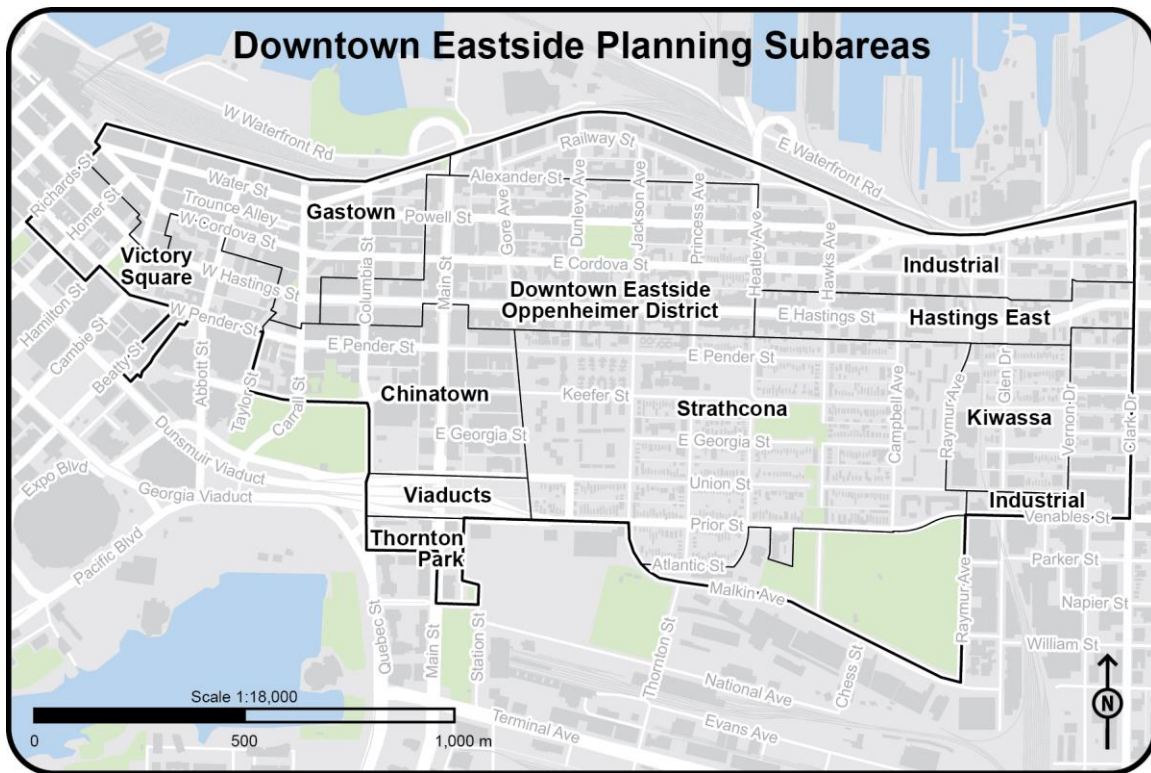 Downtown Eastside Planning Subareas
W Waterfront Rd
Railway St
E Waterfront Rd
Richards St
Homer St
Water St
Trounce Alley
W Cordova St
Gastown
Alexander St
Powell St
Gore Ave
Dunlevy Ave
Jackson Ave
Princess Ave
Heatley Ave
Hawks Ave
Victory
Square
W Hastings St
Columbia St
Main St
E Cordova St
Industrial
Downtown Eastside
Oppenheimer District
E Hastings St
Hastings East
Hamilton St
Cambie St
Beatty St
W Pender St
Abbott St
Taylor St
Carrall St
E Pender St
E Pender St
Chinatown
Keefer St
Strathcona
Campbell Ave
Raymur Ave
Glen Dr
Kiwassa
Vernon Dr
Clark Dr
E Georgia St
E Georgia St
Expo Blvd
Dunsmuir Viaduct
Georgia Viaduct
Viaducts
Union St
Industrial
Pacific Blvd
Thornton
Park
Prior St
Venables St
Atlantic St
Malkin Ave
Parker St
Napier St
William St
Quebec St
Main St
Station St
Thornton St
Chess St
Raymur Ave
National Ave
Evans Ave
Terminal Ave
Scale 1:18,000
0 500 1,000 m
N